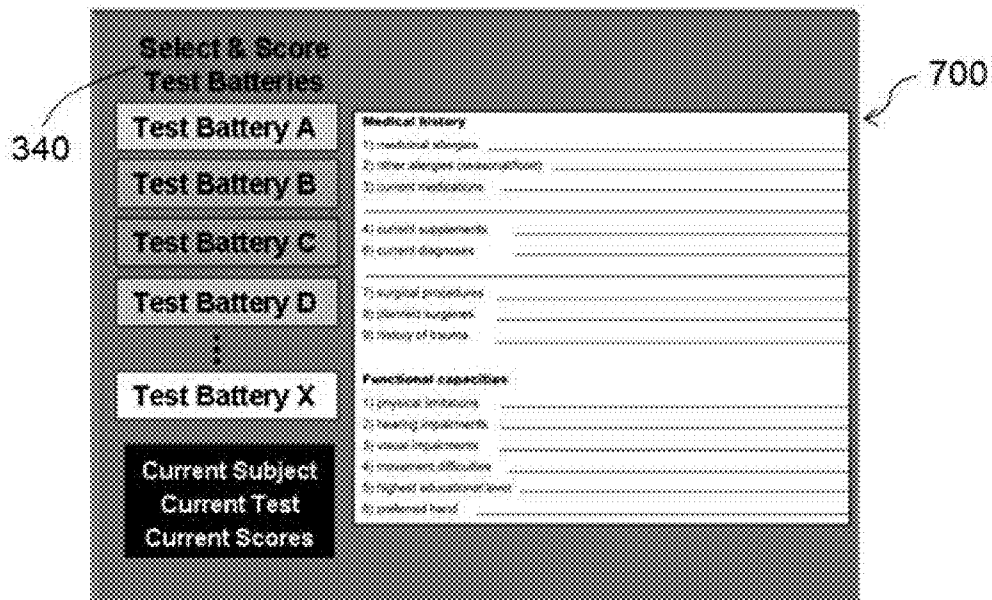 Select & Score
Test Batteries
340
700
Test Battery A
Test Battery B
Test Battery C
Test Battery D
Test Battery X
Current Subject
Current Test
Current Scores
Medical history
1) medicinal allergies
2) other allergies (seasonal/food)
3) current medications
4) current supplements
current diagnoses
7) surgical procedures
8) planned surgeries
9) history of trauma
Functional capacities
1) physical limitations
2) hearing impairments
3) visual impairments
4) movement difficulties
5) highest educational level
6) preferred hand